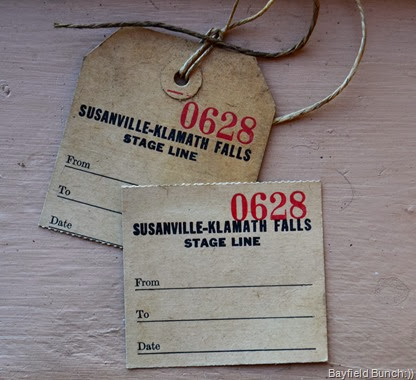 0628
SUSANVILLE-KLAMATH FALLS
STAGE LINE
From
To
Date
0628
SUSANVILLE-KLAMATH FALLS
STAGE LINE
From
To
Date
Bayfield Bunch:))